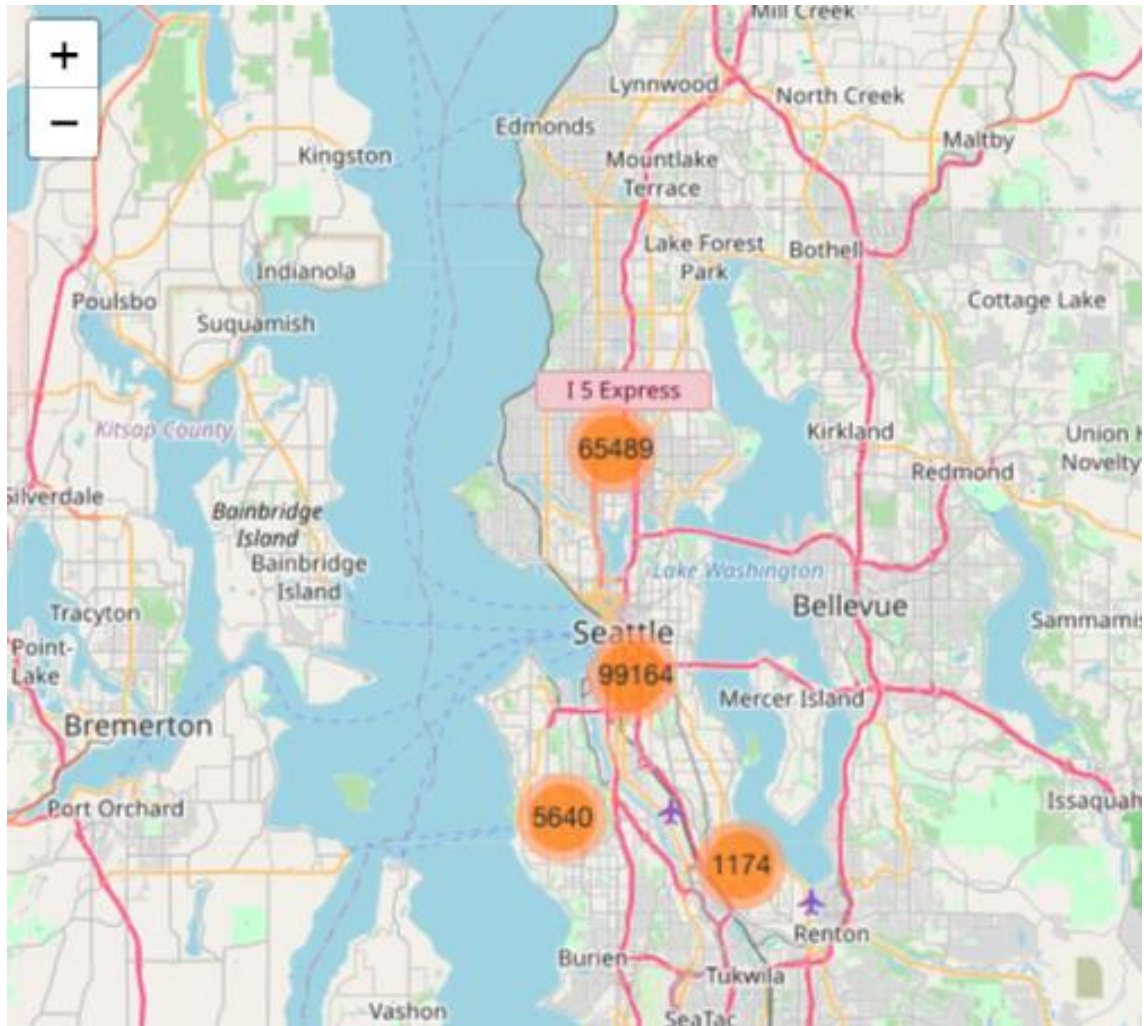 +
−
Mill Creek
Lynnwood
North Creek
Edmonds
Maltby
Kingston
Mountlake
Terrace
Lake Forest
Park
Bothell
Indianola
Poulsbo
Suquamish
Cottage Lake
I 5 Express
Kitsap County
65489
Kirkland
Union H
Novelty
Redmond
Silverdale
Bainbridge
Island
Bainbridge
Island
Lake Washington
Tracyton
Bellevue
Sammamis
Seattle
Point-
Lake
99164
Mercer Island
Bremerton
Port Orchard
Issaquah
5640
1174
Renton
Burien
Tukwila
Vashon
SeaTac